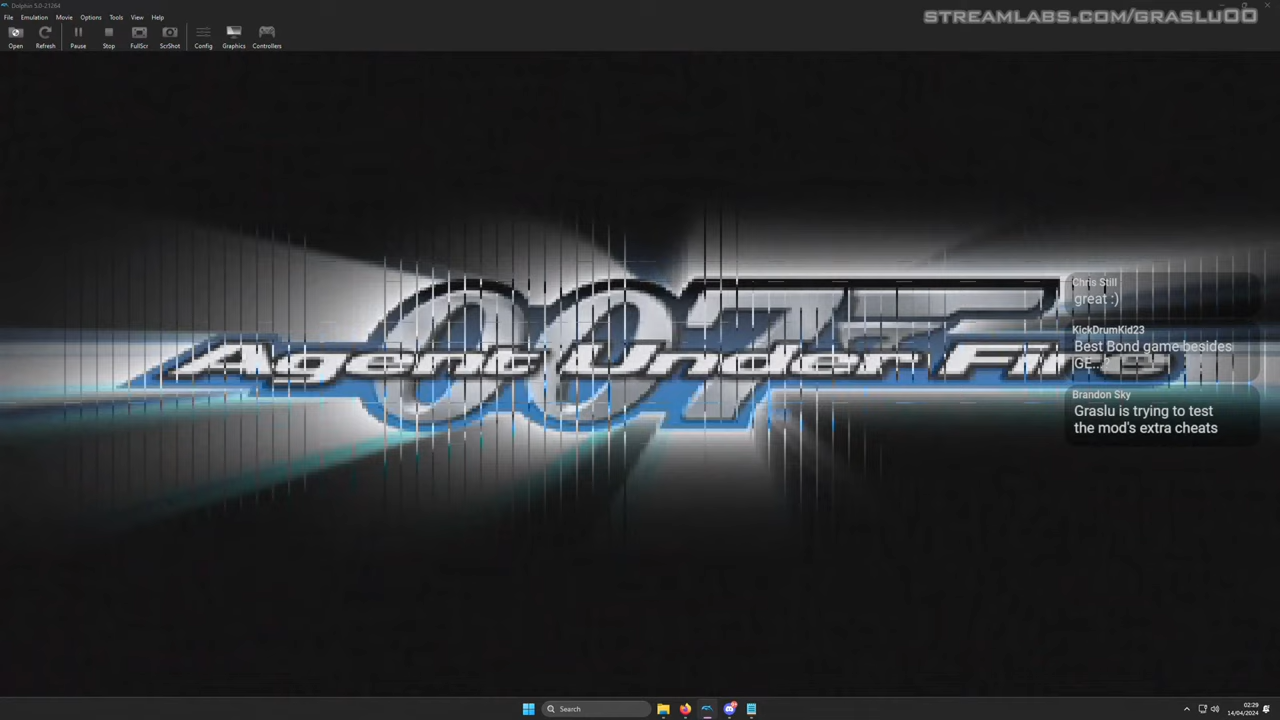 Dolphin 5.0-21264
STREAMLABS.COM/GRASLU00
File Emulation Movie Options Tools View Help
Open Refresh Pause Stop FullScr ScrShot Config Graphics Controllers
007
Agent Under Fire
Chris Still
great :)
KickDrumKid23
Best Bond game besides
GE...?
Brandon Sky
Graslu is trying to test
the mod's extra cheats
Search
02:29
14/04/2024